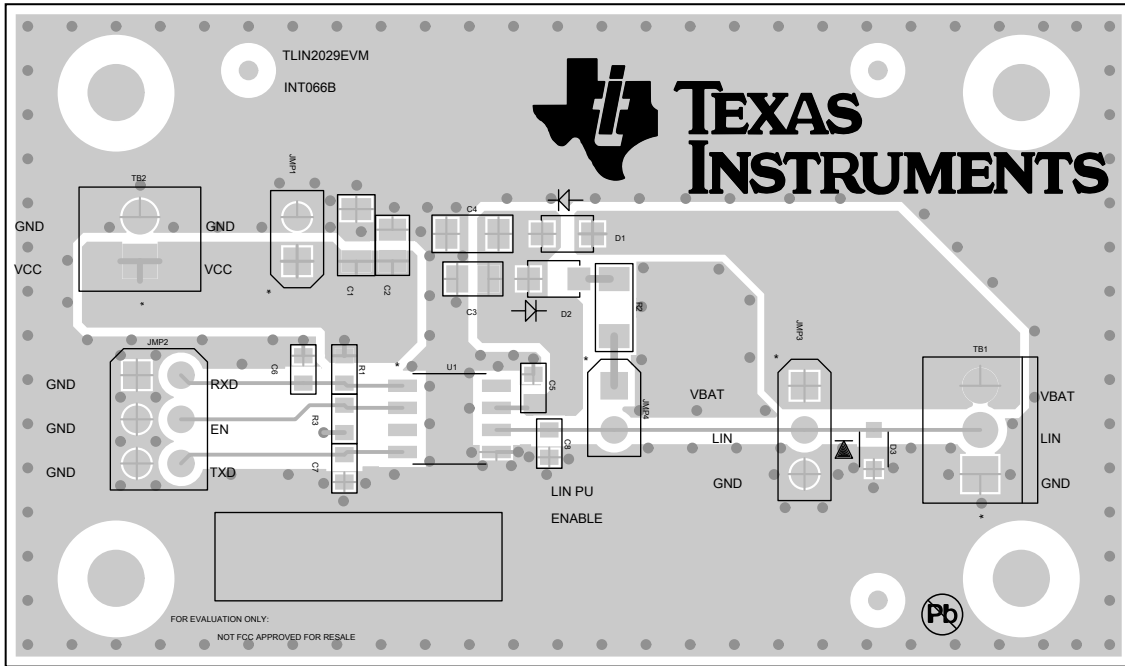 TLIN2029EVM
INT066B
TEXAS
INSTRUMENTS
TB2
JMP1
C4
GND
GND
D1
VCC
VCC
C1
C2
C3
D2
R2
*
*
JMP2
C6
R1
*
U1
*
C5
JMP4
*
JMP3
TB1
GND
RXD
VBAT
VBAT
GND
EN
R3
C8
LIN
D3
LIN
GND
TXD
C7
GND
GND
LIN PU
ENABLE
*
FOR EVALUATION ONLY:
NOT FCC APPROVED FOR RESALE
Pb